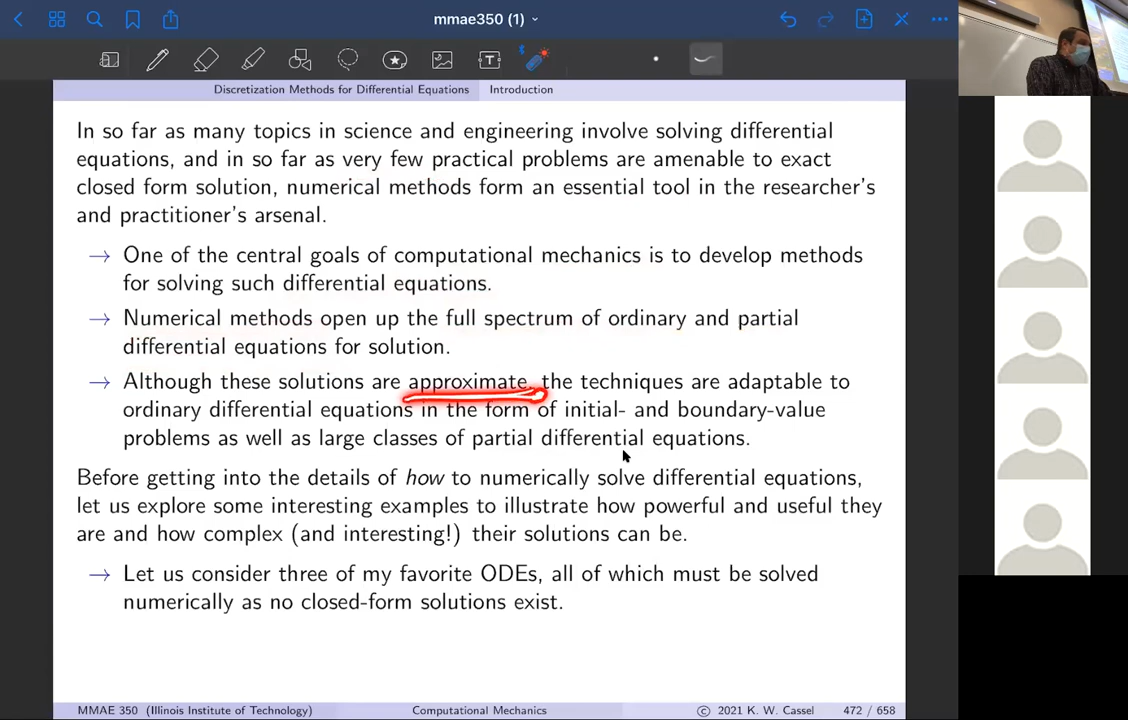 mmae350 (1)
Discretization Methods for Differential Equations Introduction
In so far as many topics in science and engineering involve solving differential
equations, and in so far as very few practical problems are amenable to exact
closed form solution, numerical methods form an essential tool in the researcher's
and practitioner's arsenal.
→ One of the central goals of computational mechanics is to develop methods
for solving such differential equations.
→ Numerical methods open up the full spectrum of ordinary and partial
differential equations for solution.
→ Although these solutions are approximate, the techniques are adaptable to
ordinary differential equations in the form of initial- and boundary-value
problems as well as large classes of partial differential equations.
Before getting into the details of how to numerically solve differential equations,
let us explore some interesting examples to illustrate how powerful and useful they
are and how complex (and interesting!) their solutions can be.
→ Let us consider three of my favorite ODEs, all of which must be solved
numerically as no closed-form solutions exist.
MMAE 350 (Illinois Institute of Technology) Computational Mechanics © 2021 K. W. Cassel 472 / 658